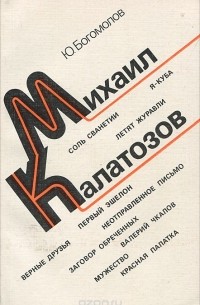 Ю. Богомолов
Михаил
Я-КУБА
СОЛЬ СВАНЕТИИ
ЛЕТЯТ ЖУРАВЛИ
Калатозов
ПЕРВЫЙ ЭШЕЛОН
НЕОТПРАВЛЕННОЕ ПИСЬМО
ВЕРНЫЕ ДРУЗЬЯ
ЗАГОВОР ОБРЕЧЕННЫХ
ВАЛЕРИЙ ЧКАЛОВ
МУЖЕСТВО
КРАСНАЯ ПАЛАТКА